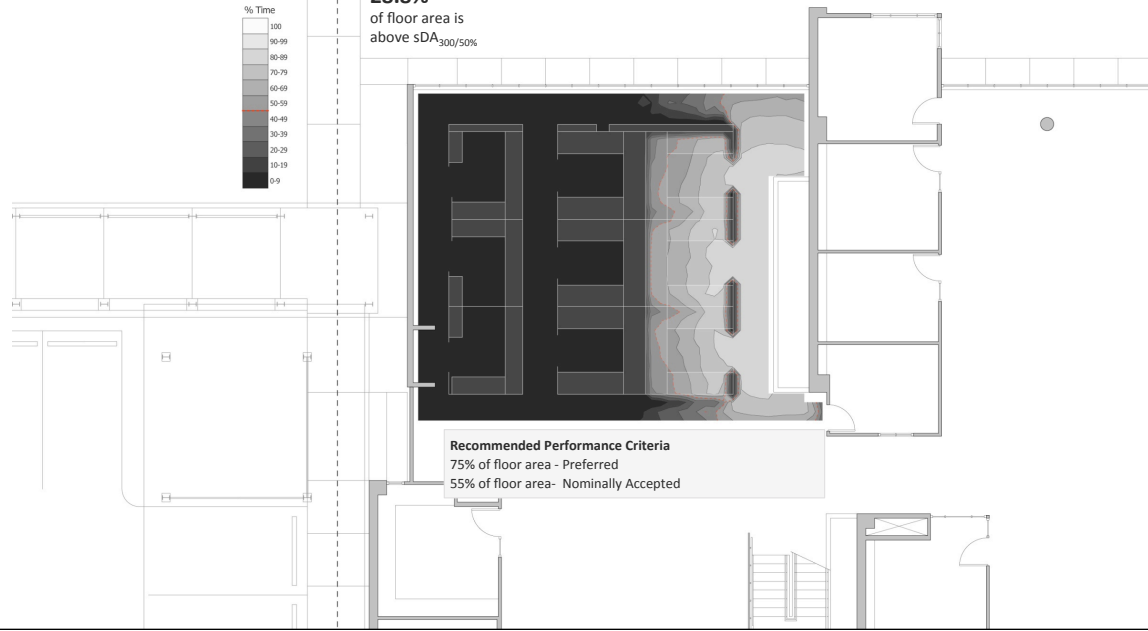 % Time
100
90-99
80-89
70-79
60-69
50-59
40-49
30-39
20-29
10-19
0-9
of floor area is
above sDA300/50%
Recommended Performance Criteria
75% of floor area - Preferred
55% of floor area- Nominally Accepted